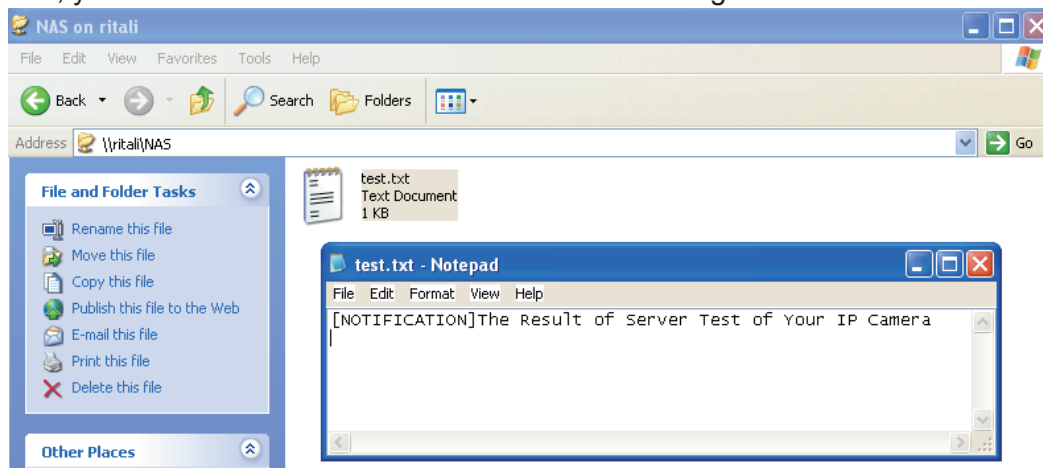 NAS on ritali
File Edit View Favorites Tools Help
Back Search Folders
Address \\ritali\NAS Go
File and Folder Tasks
Rename this file
Move this file
Copy this file
Publish this file to the Web
E-mail this file
Print this file
Delete this file
Other Places
test.txt
Text Document
1 KB
test.txt - Notepad
File Edit Format View Help
[NOTIFICATION]The Result of Server Test of Your IP Camera